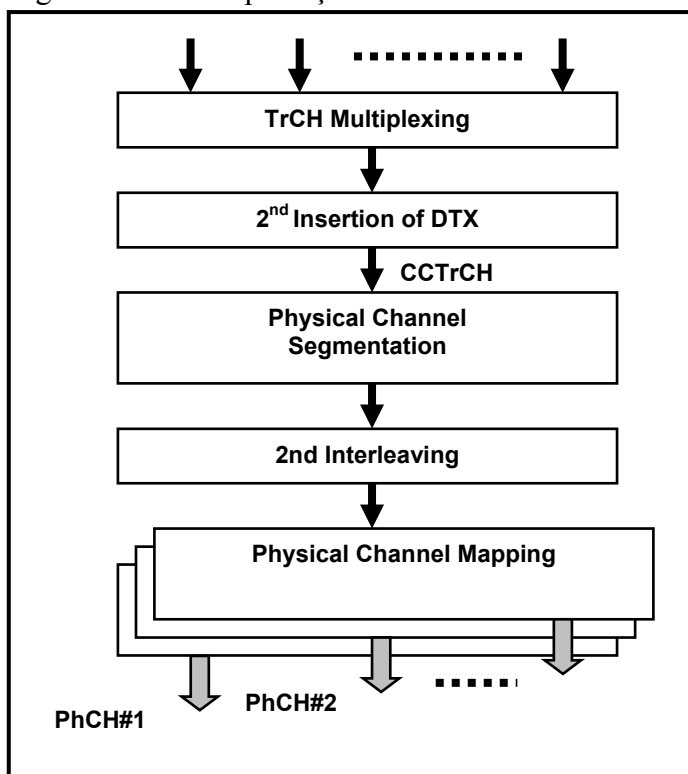 TrCH Multiplexing
2nd Insertion of DTX
CCTrCH
Physical Channel
Segmentation
2nd Interleaving
Physical Channel Mapping
PhCH#2
PhCH#1